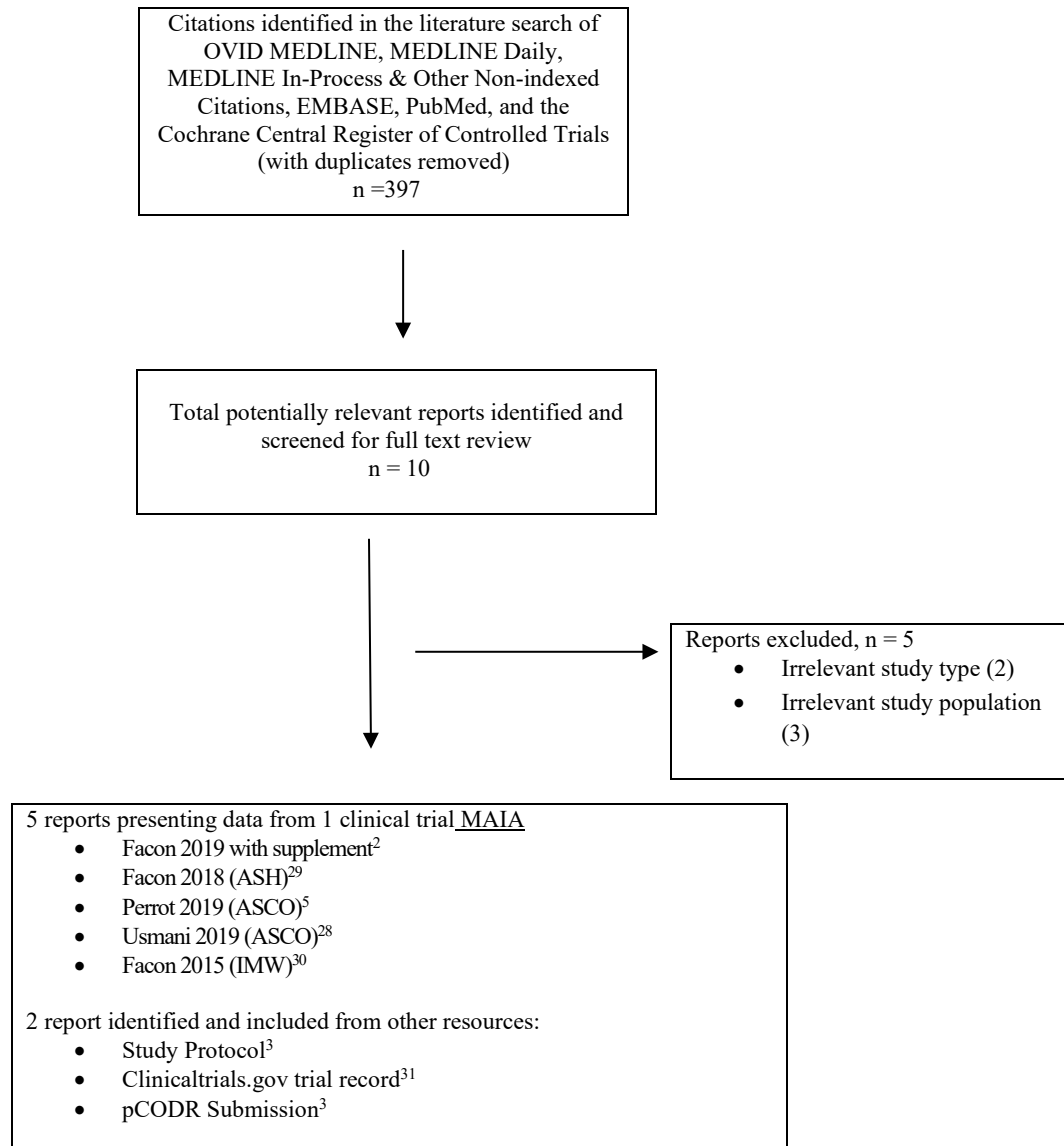 Citations identified in the literature search of
OVID MEDLINE, MEDLINE Daily,
MEDLINE In-Process & Other Non-indexed
Citations, EMBASE, PubMed, and the
Cochrane Central Register of Controlled Trials
(with duplicates removed)
n =397
Total potentially relevant reports identified and
screened for full text review
n = 10
Reports excluded, n = 5
• Irrelevant study type (2)
• Irrelevant study population
(3)
5 reports presenting data from 1 clinical trial MAIA
• Facon 2019 with supplement²
• Facon 2018 (ASH)²⁹
• Perrot 2019 (ASCO)⁵
• Usmani 2019 (ASCO)²⁸
• Facon 2015 (IMW)³⁰
2 report identified and included from other resources:
• Study Protocol³
• Clinicaltrials.gov trial record³¹
• pCODR Submission³